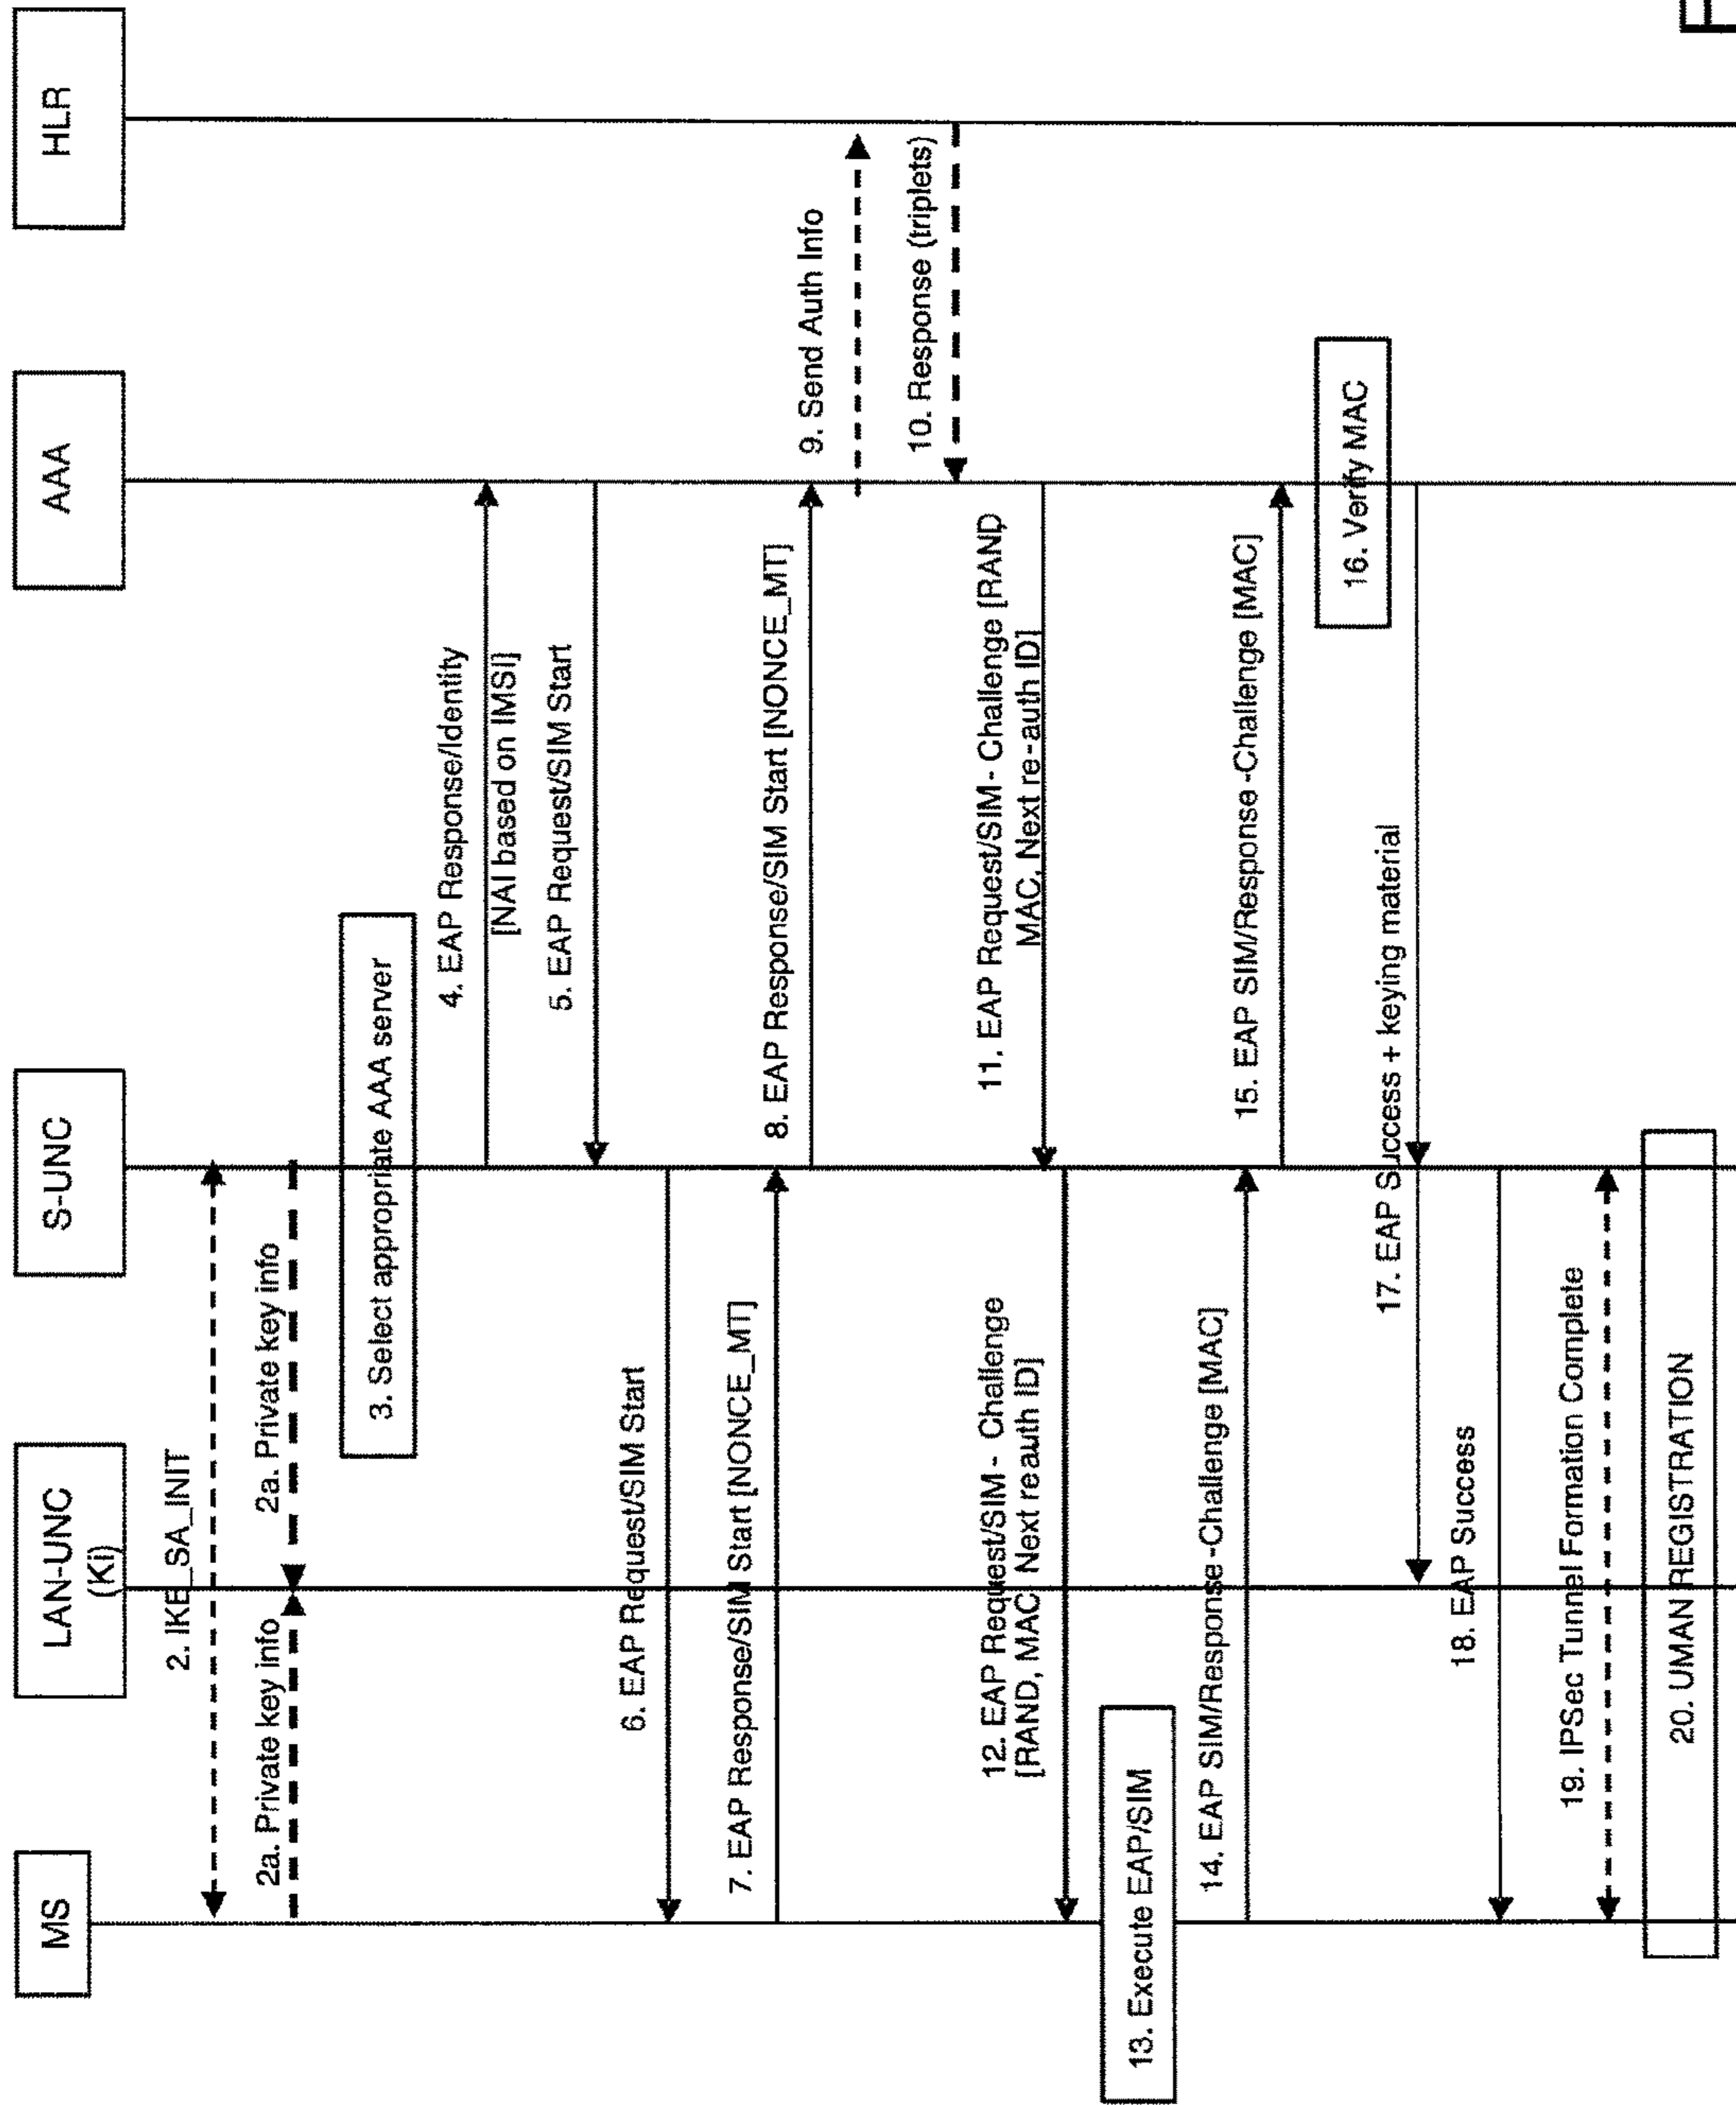 MS
LAN-UNC
(Ki)
S-UNC
AAA
HLR
2. IKE_SA_INIT
2a. Private key info
2a. Private key info
3. Select appropriate AAA server
4. EAP Response/Identity
[NAI based on IMSI]
5. EAP Request/SIM Start
6. EAP Request/SIM Start
7. EAP Response/SIM Start [NONCE_MT]
8. EAP Response/SIM Start [NONCE_MT]
9. Send Auth Info
10. Response (triplets)
11. EAP Request/SIM - Challenge [RAND
MAC, Next re-auth ID]
12. EAP Request/SIM - Challenge
[RAND, MAC, Next reauth ID]
13. Execute EAP/SIM
14. EAP SIM/Response -Challenge [MAC]
15. EAP SIM/Response -Challenge [MAC]
16. Verify MAC
17. EAP Success + keying material
18. EAP Success
19. IPSec Tunnel Formation Complete
20. UMAN REGISTRATION